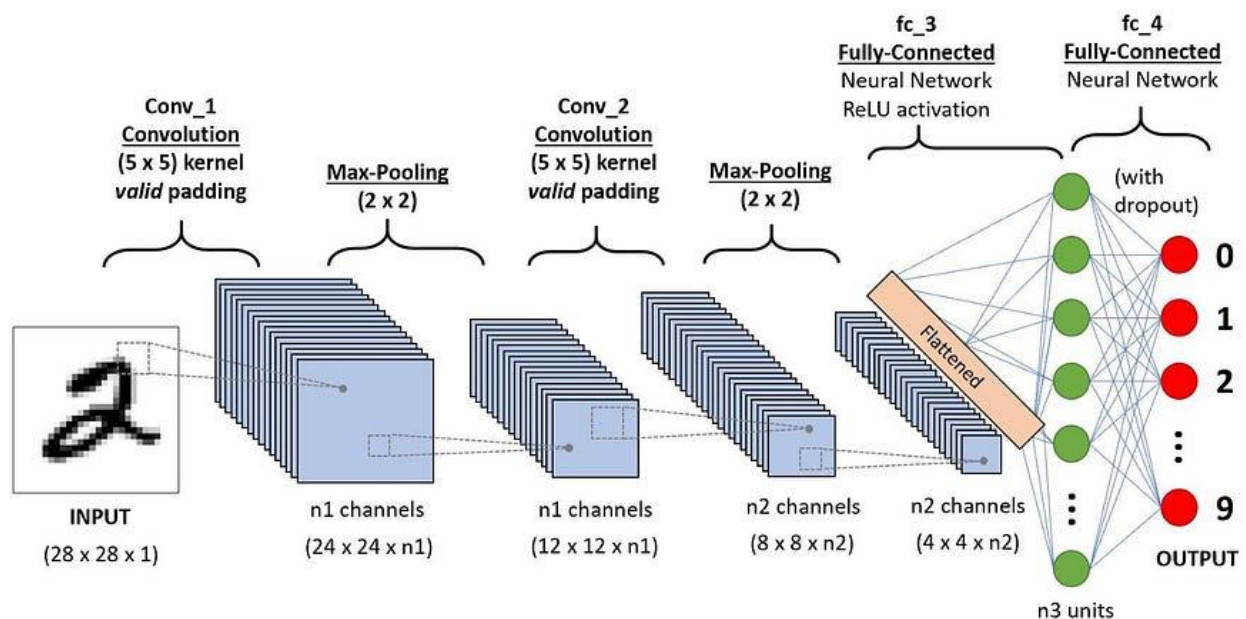 Conv_1
Convolution
(5 x 5) kernel
valid padding
Max-Pooling
(2 x 2)
Conv_2
Convolution
(5 x 5) kernel
valid padding
Max-Pooling
(2 x 2)
fc_3
Fully-Connected
Neural Network
ReLU activation
fc_4
Fully-Connected
Neural Network
(with
dropout)
Flattened
0
1
2
9
OUTPUT
2
INPUT
(28 x 28 x 1)
n1 channels
(24 x 24 x n1)
n1 channels
(12 x 12 x n1)
n2 channels
(8 x 8 x n2)
n2 channels
(4 x 4 x n2)
n3 units